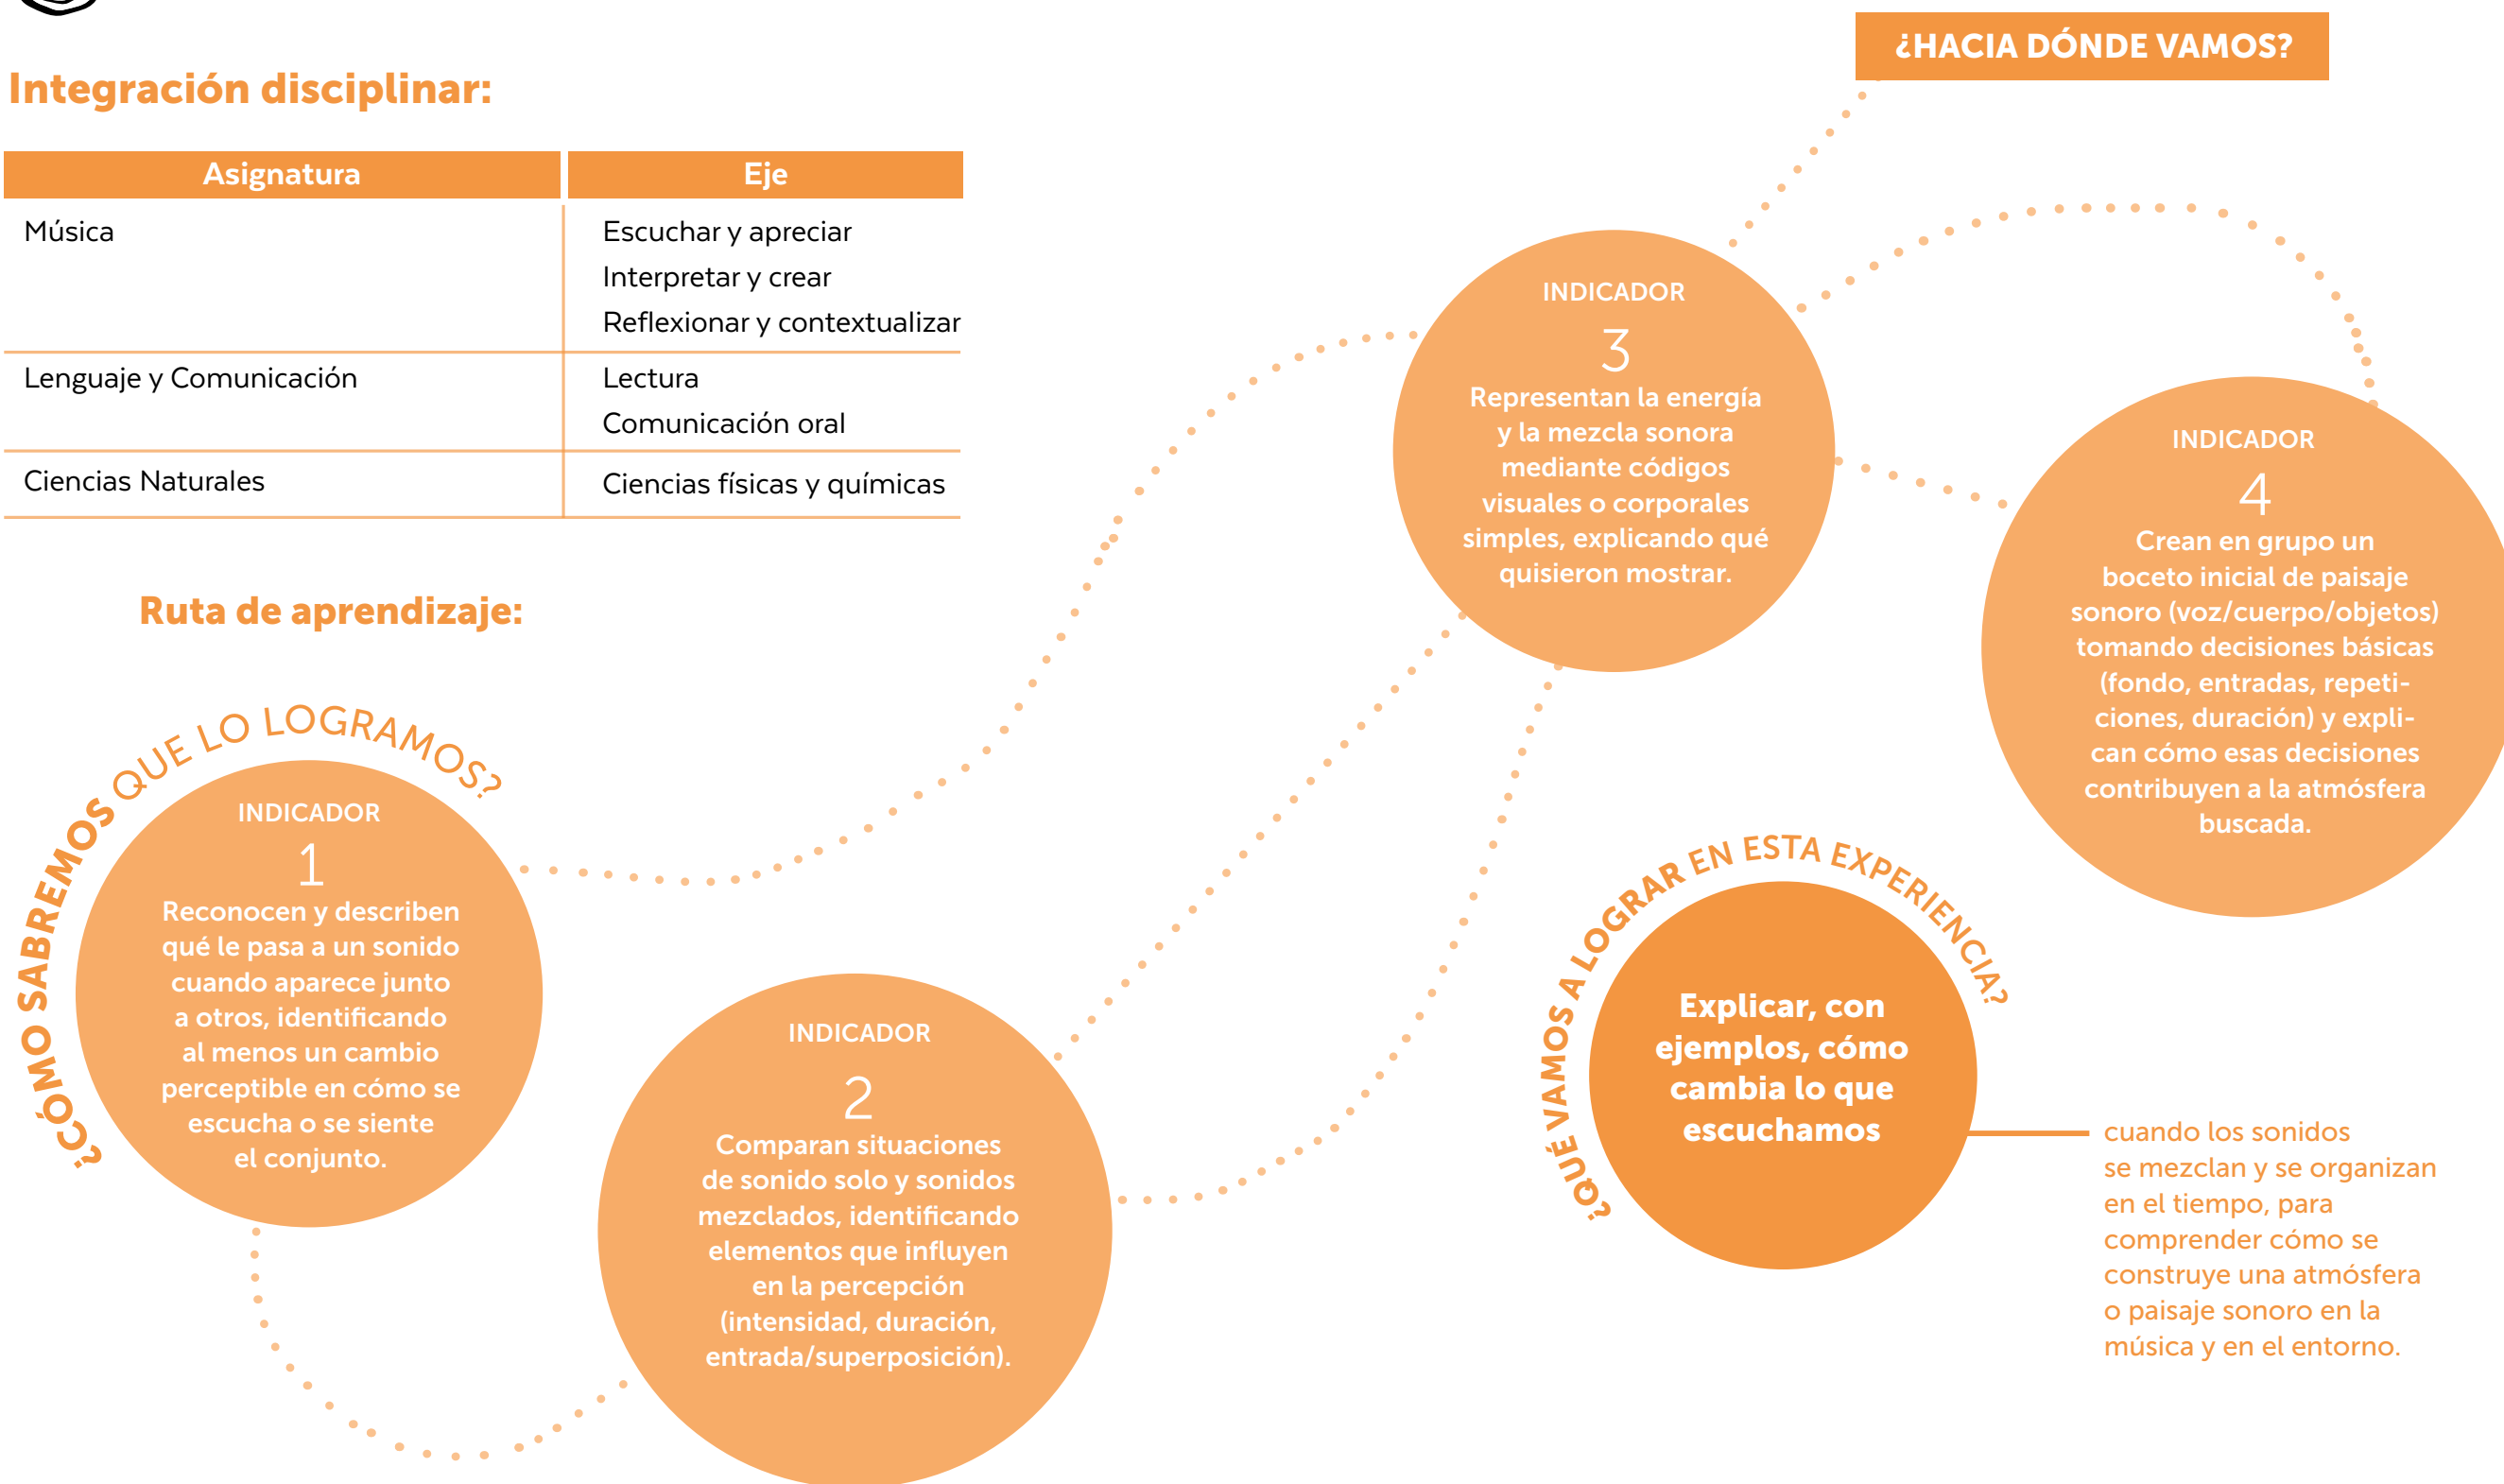 ¿HACIA DÓNDE VAMOS?
Integración disciplinar:
Asignatura
Eje
Música
Escuchar y apreciar
Interpretar y crear
Reflexionar y contextualizar
Lenguaje y Comunicación
Lectura
Comunicación oral
Ciencias Naturales
Ciencias físicas y químicas
Ruta de aprendizaje:
¿CÓMO SABREMOS QUE LO LOGRAMOS?
INDICADOR
1
Reconocen y describen
qué le pasa a un sonido
cuando aparece junto
a otros, identificando
al menos un cambio
perceptible en cómo se
escucha o se siente
el conjunto.
INDICADOR
2
Comparan situaciones
de sonido solo y sonidos
mezclados, identificando
elementos que influyen
en la percepción
(intensidad, duración,
entrada/superposición).
INDICADOR
3
Representan la energía
y la mezcla sonora
mediante códigos
visuales o corporales
simples, explicando qué
quisieron mostrar.
INDICADOR
4
Crean en grupo un
boceto inicial de paisaje
sonoro (voz/cuerpo/objetos)
tomando decisiones básicas
(fondo, entradas, repeti-
ciones, duración) y expli-
can cómo esas decisiones
contribuyen a la atmósfera
buscada.
¿QUÉ VAMOS A LOGRAR EN ESTA EXPERIENCIA?
Explicar, con
ejemplos, cómo
cambia lo que
escuchamos
cuando los sonidos
se mezclan y se organizan
en el tiempo, para
comprender cómo se
construye una atmósfera
o paisaje sonoro en la
música y en el entorno.